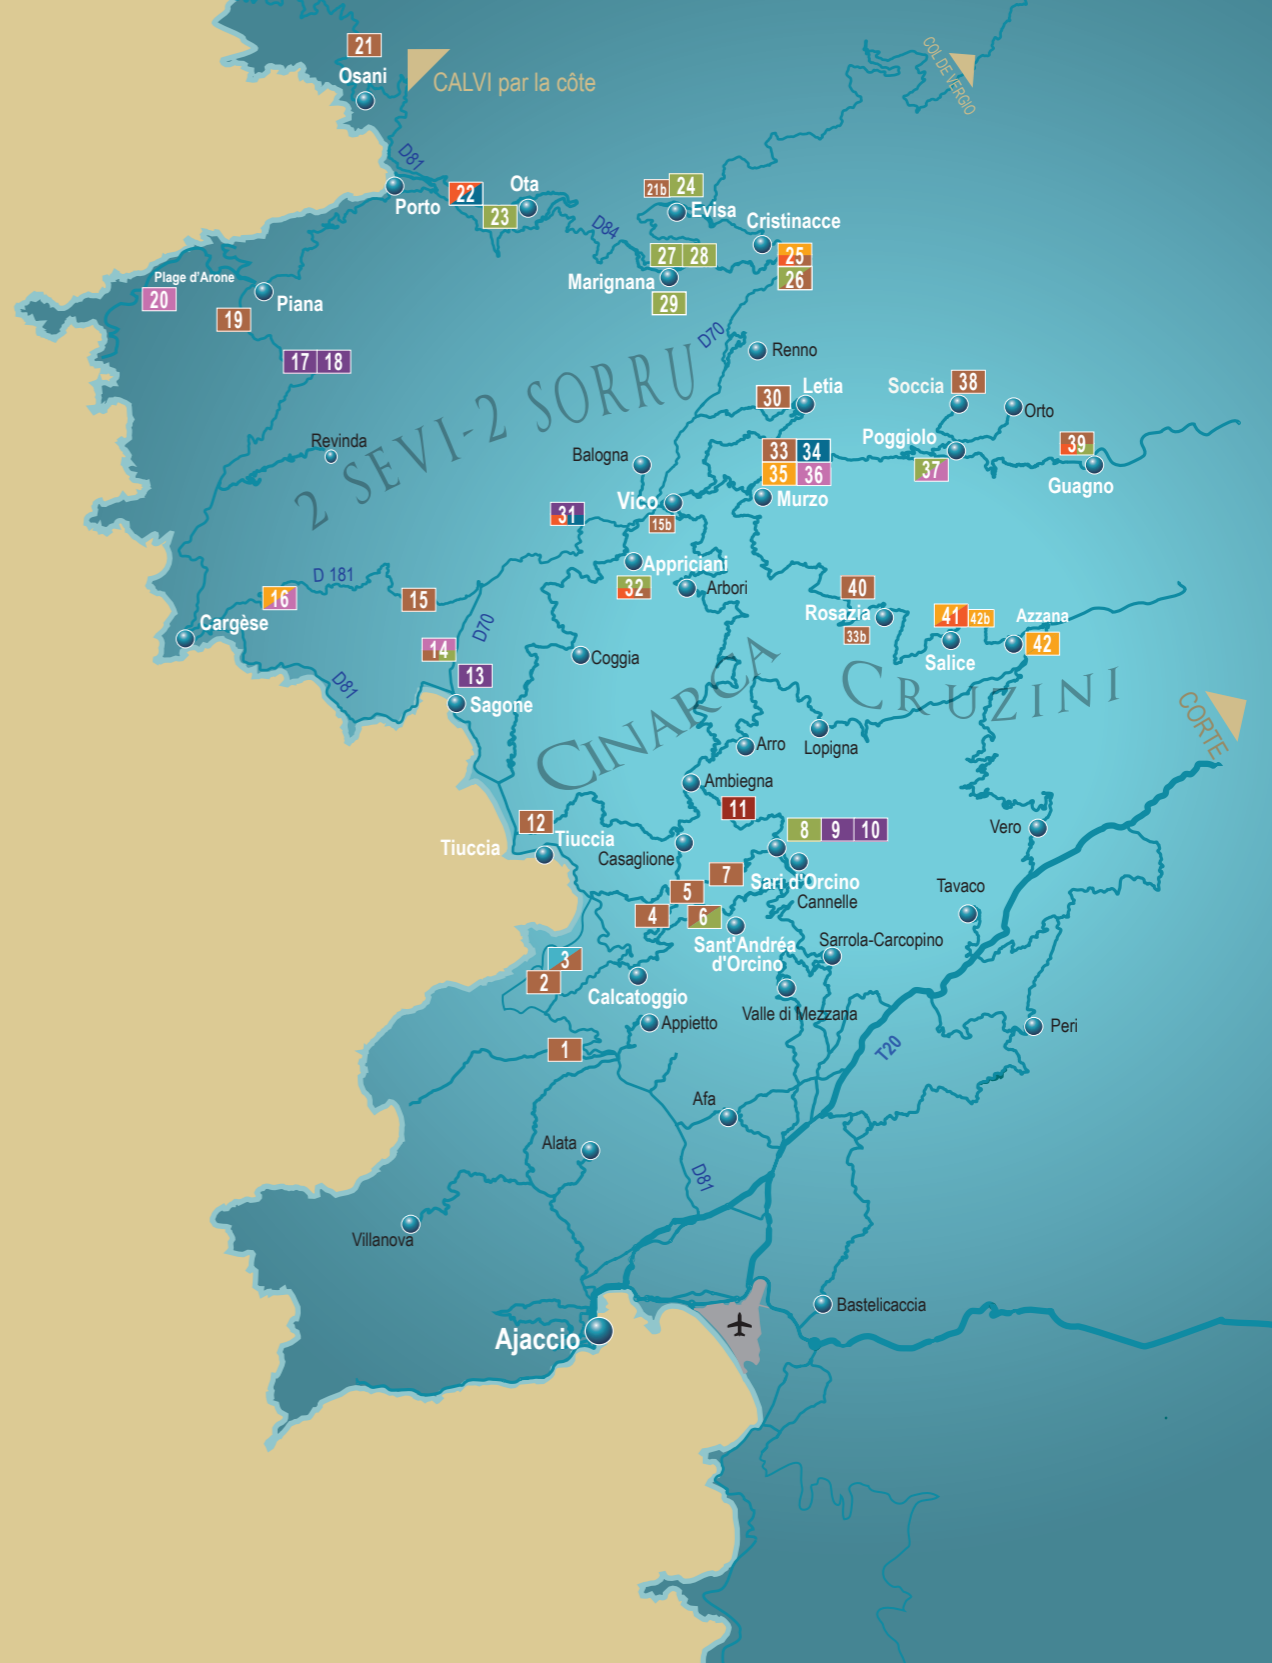 21
Osani
CALVI par la côte
COL DE VERGIO
D81
Porto
22
23
Ota
D84
21b 24
Evisa
Cristinacce
27 28
25
26
Marignana
29
Plage d'Arone
20
Piana
19
17 18
D70
Renno
2 SEVI-2 SORRU
30
Letia
Soccia
38
Orto
Revinda
Balogna
33 34
35 36
Poggiolo
37
39
Guagno
Vico
15b
Murzo
31
Appriciani
32
Arbori
D 181
16
15
Cargèse
40
Rosazia
33b
41 42b
Azzana
42
Salice
14
D70
13
Sagone
D81
Coggia
CINARCA
CRUZINI
CORTE
Arro
Lopigna
Ambiegna
11
12
Tiuccia
Tiuccia
8 9 10
Vero
Casaglione
7
Sari d'Orcino
Cannelle
Tavaco
5
4
6
Sant'Andréa
d'Orcino
Sarrola-Carcopino
3
2
Calcatoggio
Valle di Mezzana
Appietto
Peri
1
T20
Afa
Alata
D81
Villanova
Bastelicaccia
Ajaccio